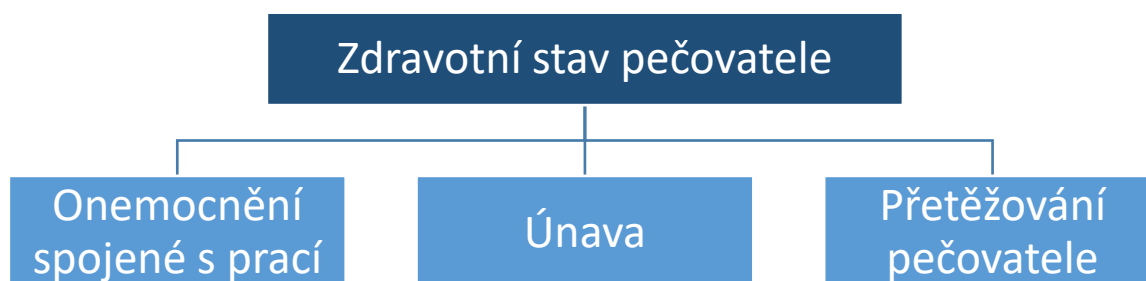 Zdravotní stav pečovatele
Onemocnění
spojené s prací
Únava
Přetěžování
pečovatele